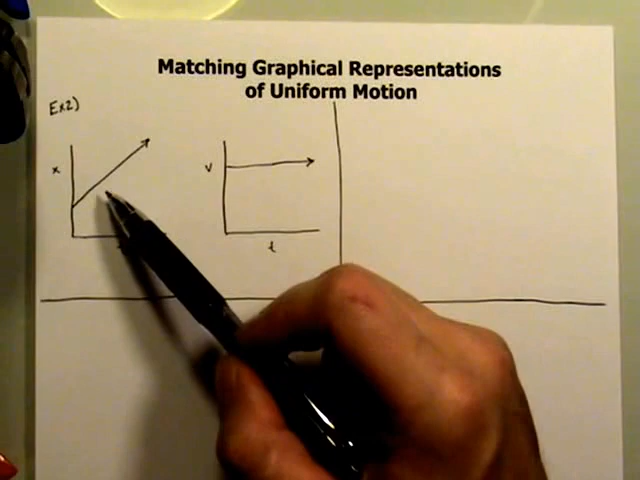 Matching Graphical Representations
of Uniform Motion
Ex2)
x
v
t